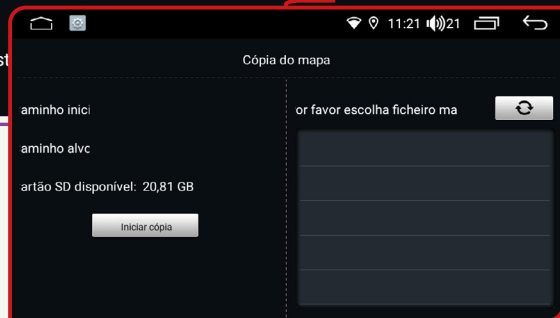 st
11:21 21
Cópia do mapa
aminho inici
aminho alvo
artão SD disponível: 20,81 GB
Iniciar cópia
or favor escolha ficheiro ma